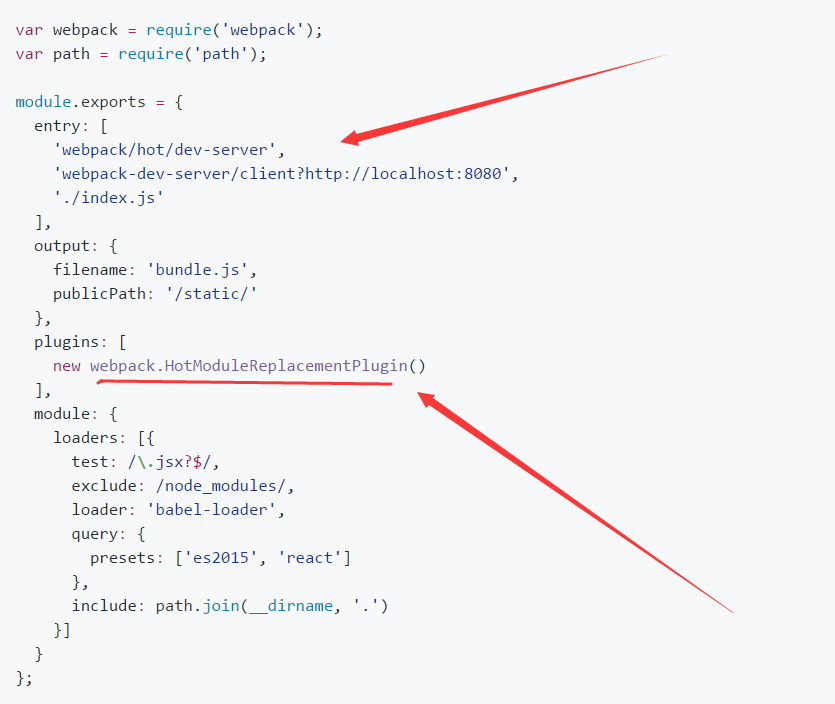 var webpack = require('webpack');
var path = require('path');

module.exports = {
  entry: [
    'webpack/hot/dev-server',
    'webpack-dev-server/client?http://localhost:8080',
    './index.js'
  ],
  output: {
    filename: 'bundle.js',
    publicPath: '/static/'
  },
  plugins: [
    new webpack.HotModuleReplacementPlugin()
  ],
  module: {
    loaders: [{
      test: /\.jsx?$/,
      exclude: /node_modules/,
      loader: 'babel-loader',
      query: {
        presets: ['es2015', 'react']
      },
      include: path.join(__dirname, '.')
    }]
  }
};